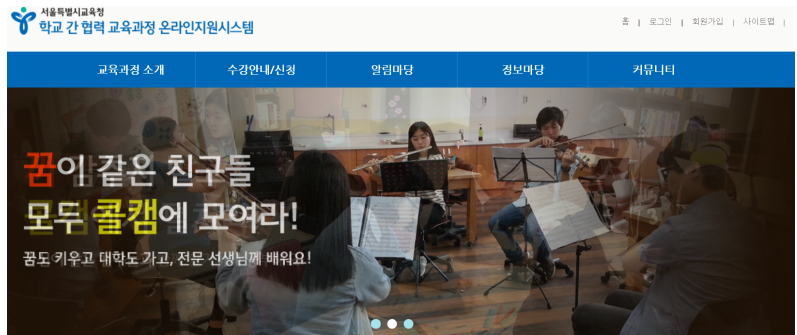 서울특별시교육청
학교 간 협력 교육과정 온라인지원시스템
홈 | 로그인 | 회원가입 | 사이트맵 |
교육과정 소개 수강안내/신청 알림마당 정보마당 커뮤니티
꿈이 같은 친구들
모두 콜캠에 모여라!
꿈도 키우고 대학도 가고, 전문 선생님께 배워요!